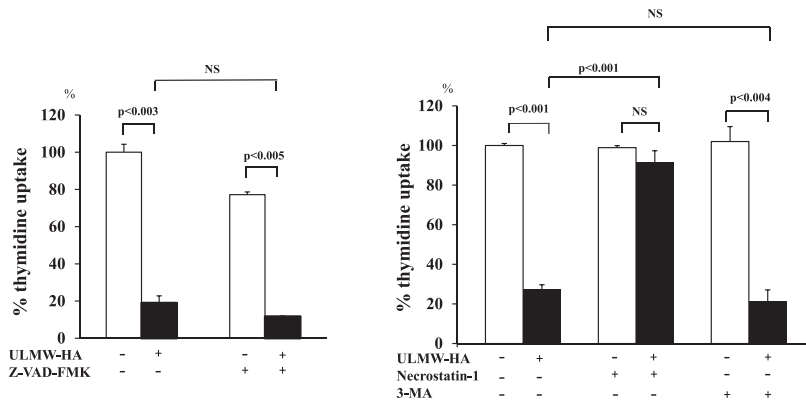 NS
%
p<0.003
p<0.005
120
100
80
60
40
20
0
% thymidine uptake
ULMW-HA - + - +
Z-VAD-FMK - - + +
NS
p<0.001
%
p<0.001
NS
p<0.004
120
100
80
60
40
20
0
% thymidine uptake
ULMW-HA - + - + - +
Necrostatin-1 - - + + - -
3-MA - - - - + +